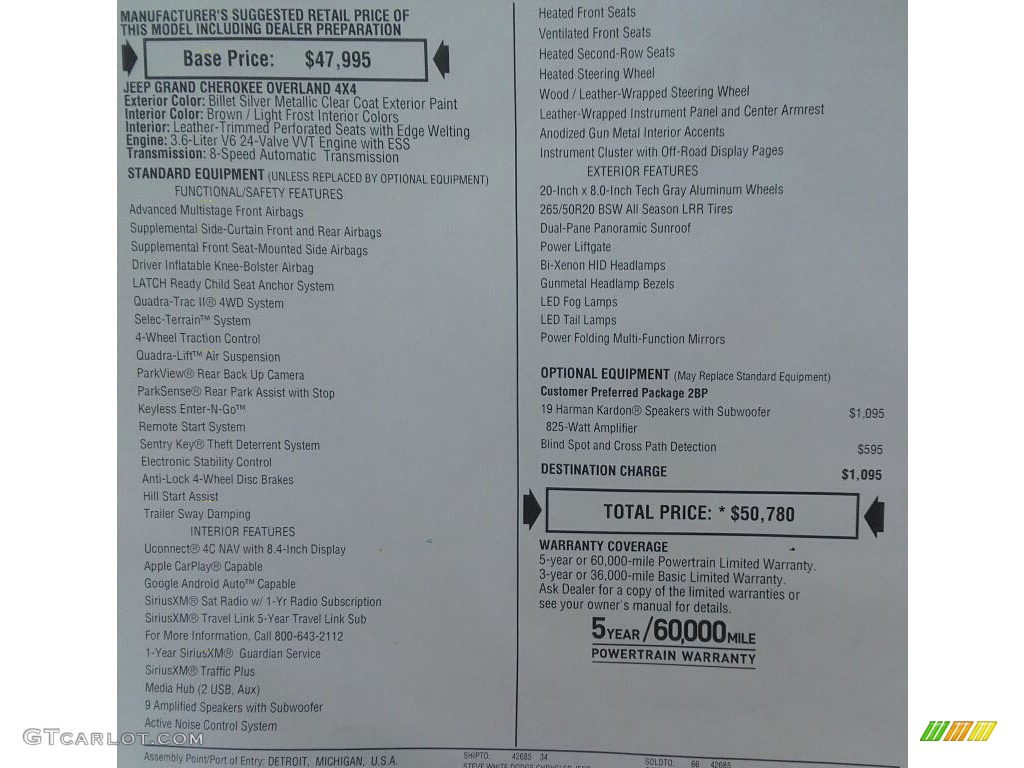 MANUFACTURER'S SUGGESTED RETAIL PRICE OF
THIS MODEL INCLUDING DEALER PREPARATION
Base Price: $47,995
JEEP GRAND CHEROKEE OVERLAND 4X4
Exterior Color: Billet Silver Metallic Clear Coat Exterior Paint
Interior Color: Brown / Light Frost Interior Colors
Interior: Leather-Trimmed Perforated Seats with Edge Welting
Engine: 3.6-Liter V6 24-Valve VVT Engine with ESS
Transmission: 8-Speed Automatic Transmission
STANDARD EQUIPMENT (UNLESS REPLACED BY OPTIONAL EQUIPMENT)
FUNCTIONAL/SAFETY FEATURES
Advanced Multistage Front Airbags
Supplemental Side-Curtain Front and Rear Airbags
Supplemental Front Seat-Mounted Side Airbags
Driver Inflatable Knee-Bolster Airbag
LATCH Ready Child Seat Anchor System
Quadra-Trac II® 4WD System
Selec-Terrain™ System
4-Wheel Traction Control
Quadra-Lift™ Air Suspension
ParkView® Rear Back Up Camera
ParkSense® Rear Park Assist with Stop
Keyless Enter-N-Go™
Remote Start System
Sentry Key® Theft Deterrent System
Electronic Stability Control
Anti-Lock 4-Wheel Disc Brakes
Hill Start Assist
Trailer Sway Damping
INTERIOR FEATURES
Uconnect® 4C NAV with 8.4-Inch Display
Apple CarPlay® Capable
Google Android Auto™ Capable
SiriusXM® Sat Radio w/ 1-Yr Radio Subscription
SiriusXM® Travel Link 5-Year Travel Link Sub
For More Information, Call 800-643-2112
1-Year SiriusXM® Guardian Service
SiriusXM® Traffic Plus
Media Hub (2 USB, Aux)
9 Amplified Speakers with Subwoofer
Active Noise Control System
Heated Front Seats
Ventilated Front Seats
Heated Second-Row Seats
Heated Steering Wheel
Wood / Leather-Wrapped Steering Wheel
Leather-Wrapped Instrument Panel and Center Armrest
Anodized Gun Metal Interior Accents
Instrument Cluster with Off-Road Display Pages
EXTERIOR FEATURES
20-Inch x 8.0-Inch Tech Gray Aluminum Wheels
265/50R20 BSW All Season LRR Tires
Dual-Pane Panoramic Sunroof
Power Liftgate
Bi-Xenon HID Headlamps
Gunmetal Headlamp Bezels
LED Fog Lamps
LED Tail Lamps
Power Folding Multi-Function Mirrors
OPTIONAL EQUIPMENT (May Replace Standard Equipment)
Customer Preferred Package 2BP
19 Harman Kardon® Speakers with Subwoofer $1,095
825-Watt Amplifier
Blind Spot and Cross Path Detection $595
DESTINATION CHARGE $1,095
TOTAL PRICE: * $50,780
WARRANTY COVERAGE
5-year or 60,000-mile Powertrain Limited Warranty.
3-year or 36,000-mile Basic Limited Warranty.
Ask Dealer for a copy of the limited warranties or
see your owner's manual for details.
5 YEAR / 60,000 MILE
POWERTRAIN WARRANTY
Assembly Point/Port of Entry: DETROIT, MICHIGAN, U.S.A.
SHIPTO: 42685 34
STEVE WHITE DODGE CHRYSLER JEEP
SOLDTO: 66 42685
GTCARLOT.COM